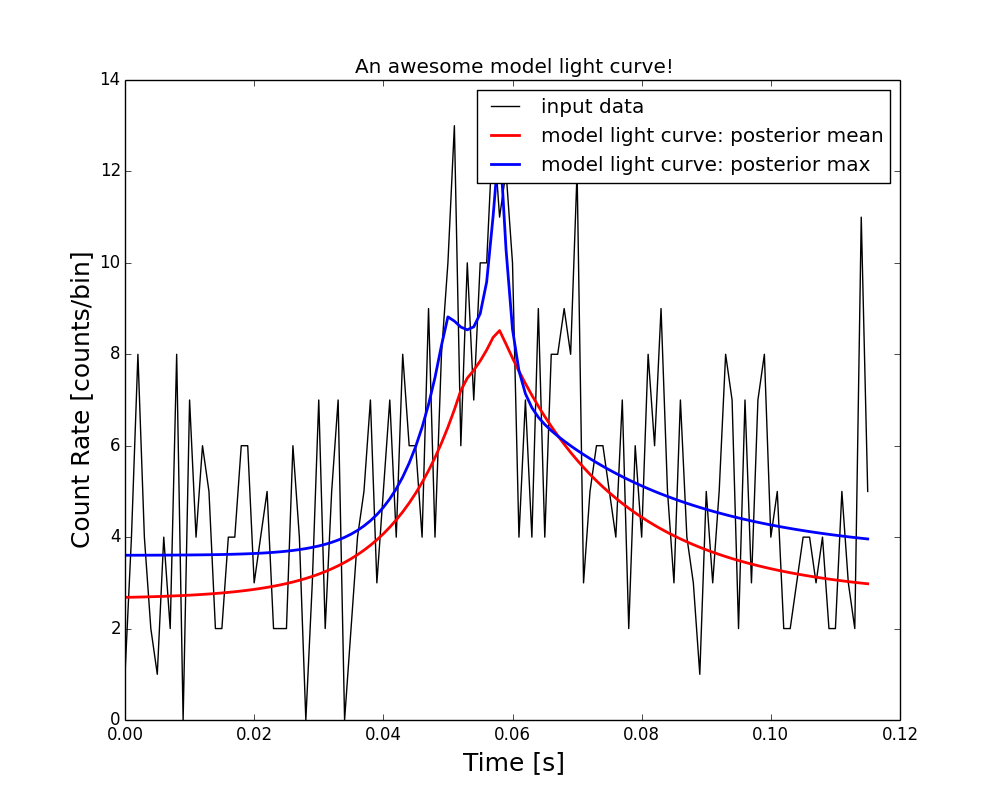 An awesome model light curve!
input data
model light curve: posterior mean
model light curve: posterior max
Count Rate [counts/bin]
14
12
10
8
6
4
2
0
0.00 0.02 0.04 0.06 0.08 0.10 0.12
Time [s]